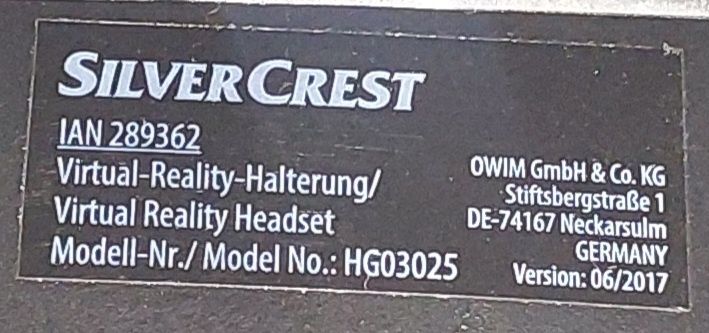 SILVERCREST
IAN 289362
Virtual-Reality-Halterung/
Virtual Reality Headset
Modell-Nr./ Model No.: HG03025
OWIM GmbH & Co. KG
Stiftsbergstraße 1
DE-74167 Neckarsulm
GERMANY
Version: 06/2017